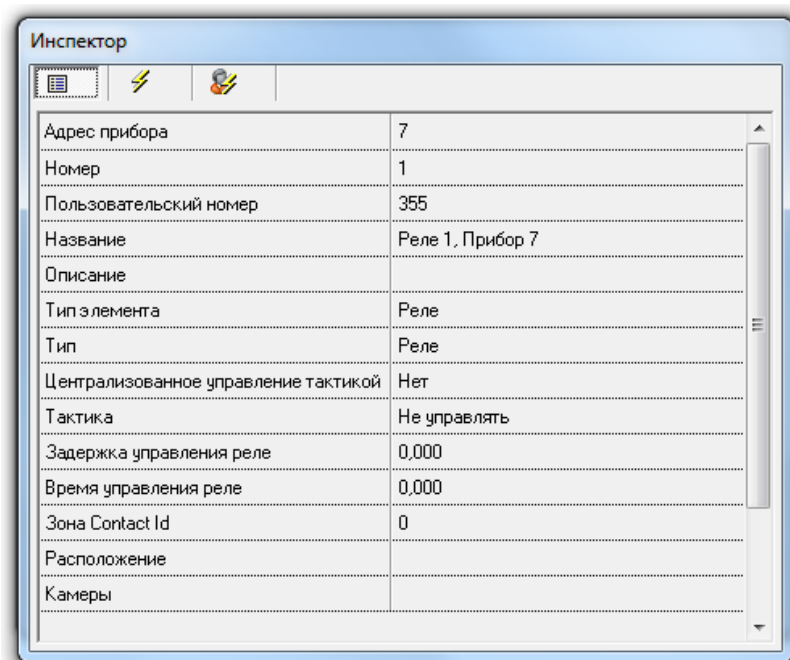 Инспектор
Адрес прибора 7
Номер 1
Пользовательский номер 355
Название Реле 1, Прибор 7
Описание
Тип элемента Реле
Тип Реле
Централизованное управление тактикой Нет
Тактика Не управлять
Задержка управления реле 0,000
Время управления реле 0,000
Зона Contact Id 0
Расположение
Камеры